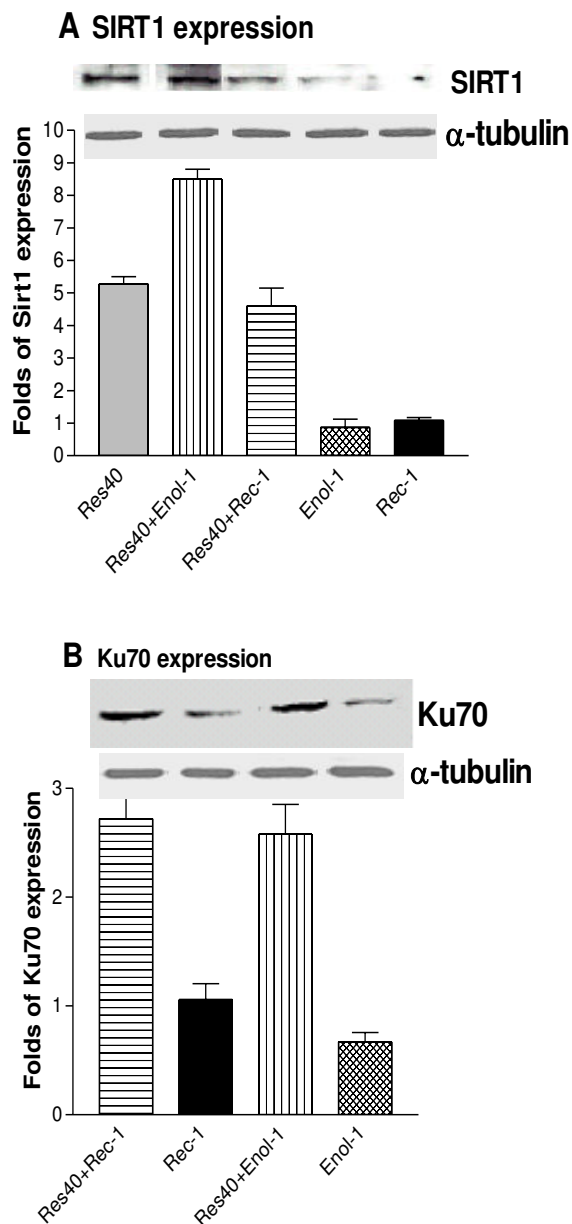 A SIRT1 expression
SIRT1
α-tubulin
Folds of Sirt1 expression
10
9
8
7
6
5
4
3
2
1
0
Res40
Res40+Enol-1
Res40+Rec-1
Enol-1
Rec-1
B Ku70 expression
Ku70
α-tubulin
Folds of Ku70 expression
3
2
1
0
Res40+Rec-1
Rec-1
Res40+Enol-1
Enol-1